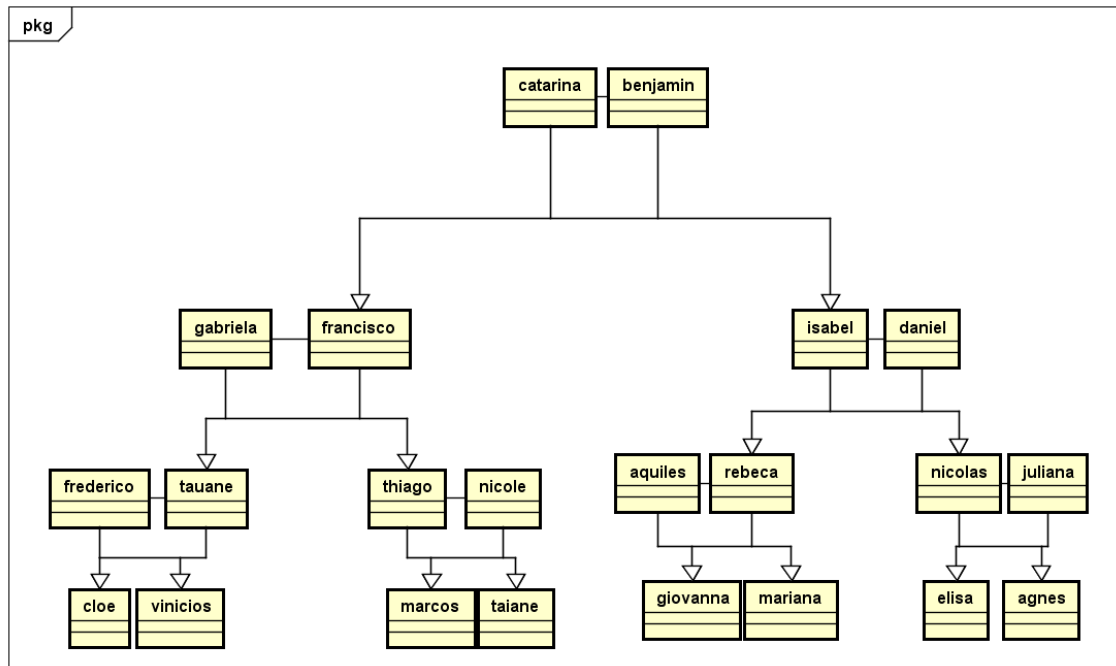 pkg
catarina
benjamin
gabriela
francisco
isabel
daniel
frederico
tauane
thiago
nicole
aquiles
rebeca
nicolas
juliana
cloe
vinicios
marcos
taiane
giovanna
mariana
elisa
agnes